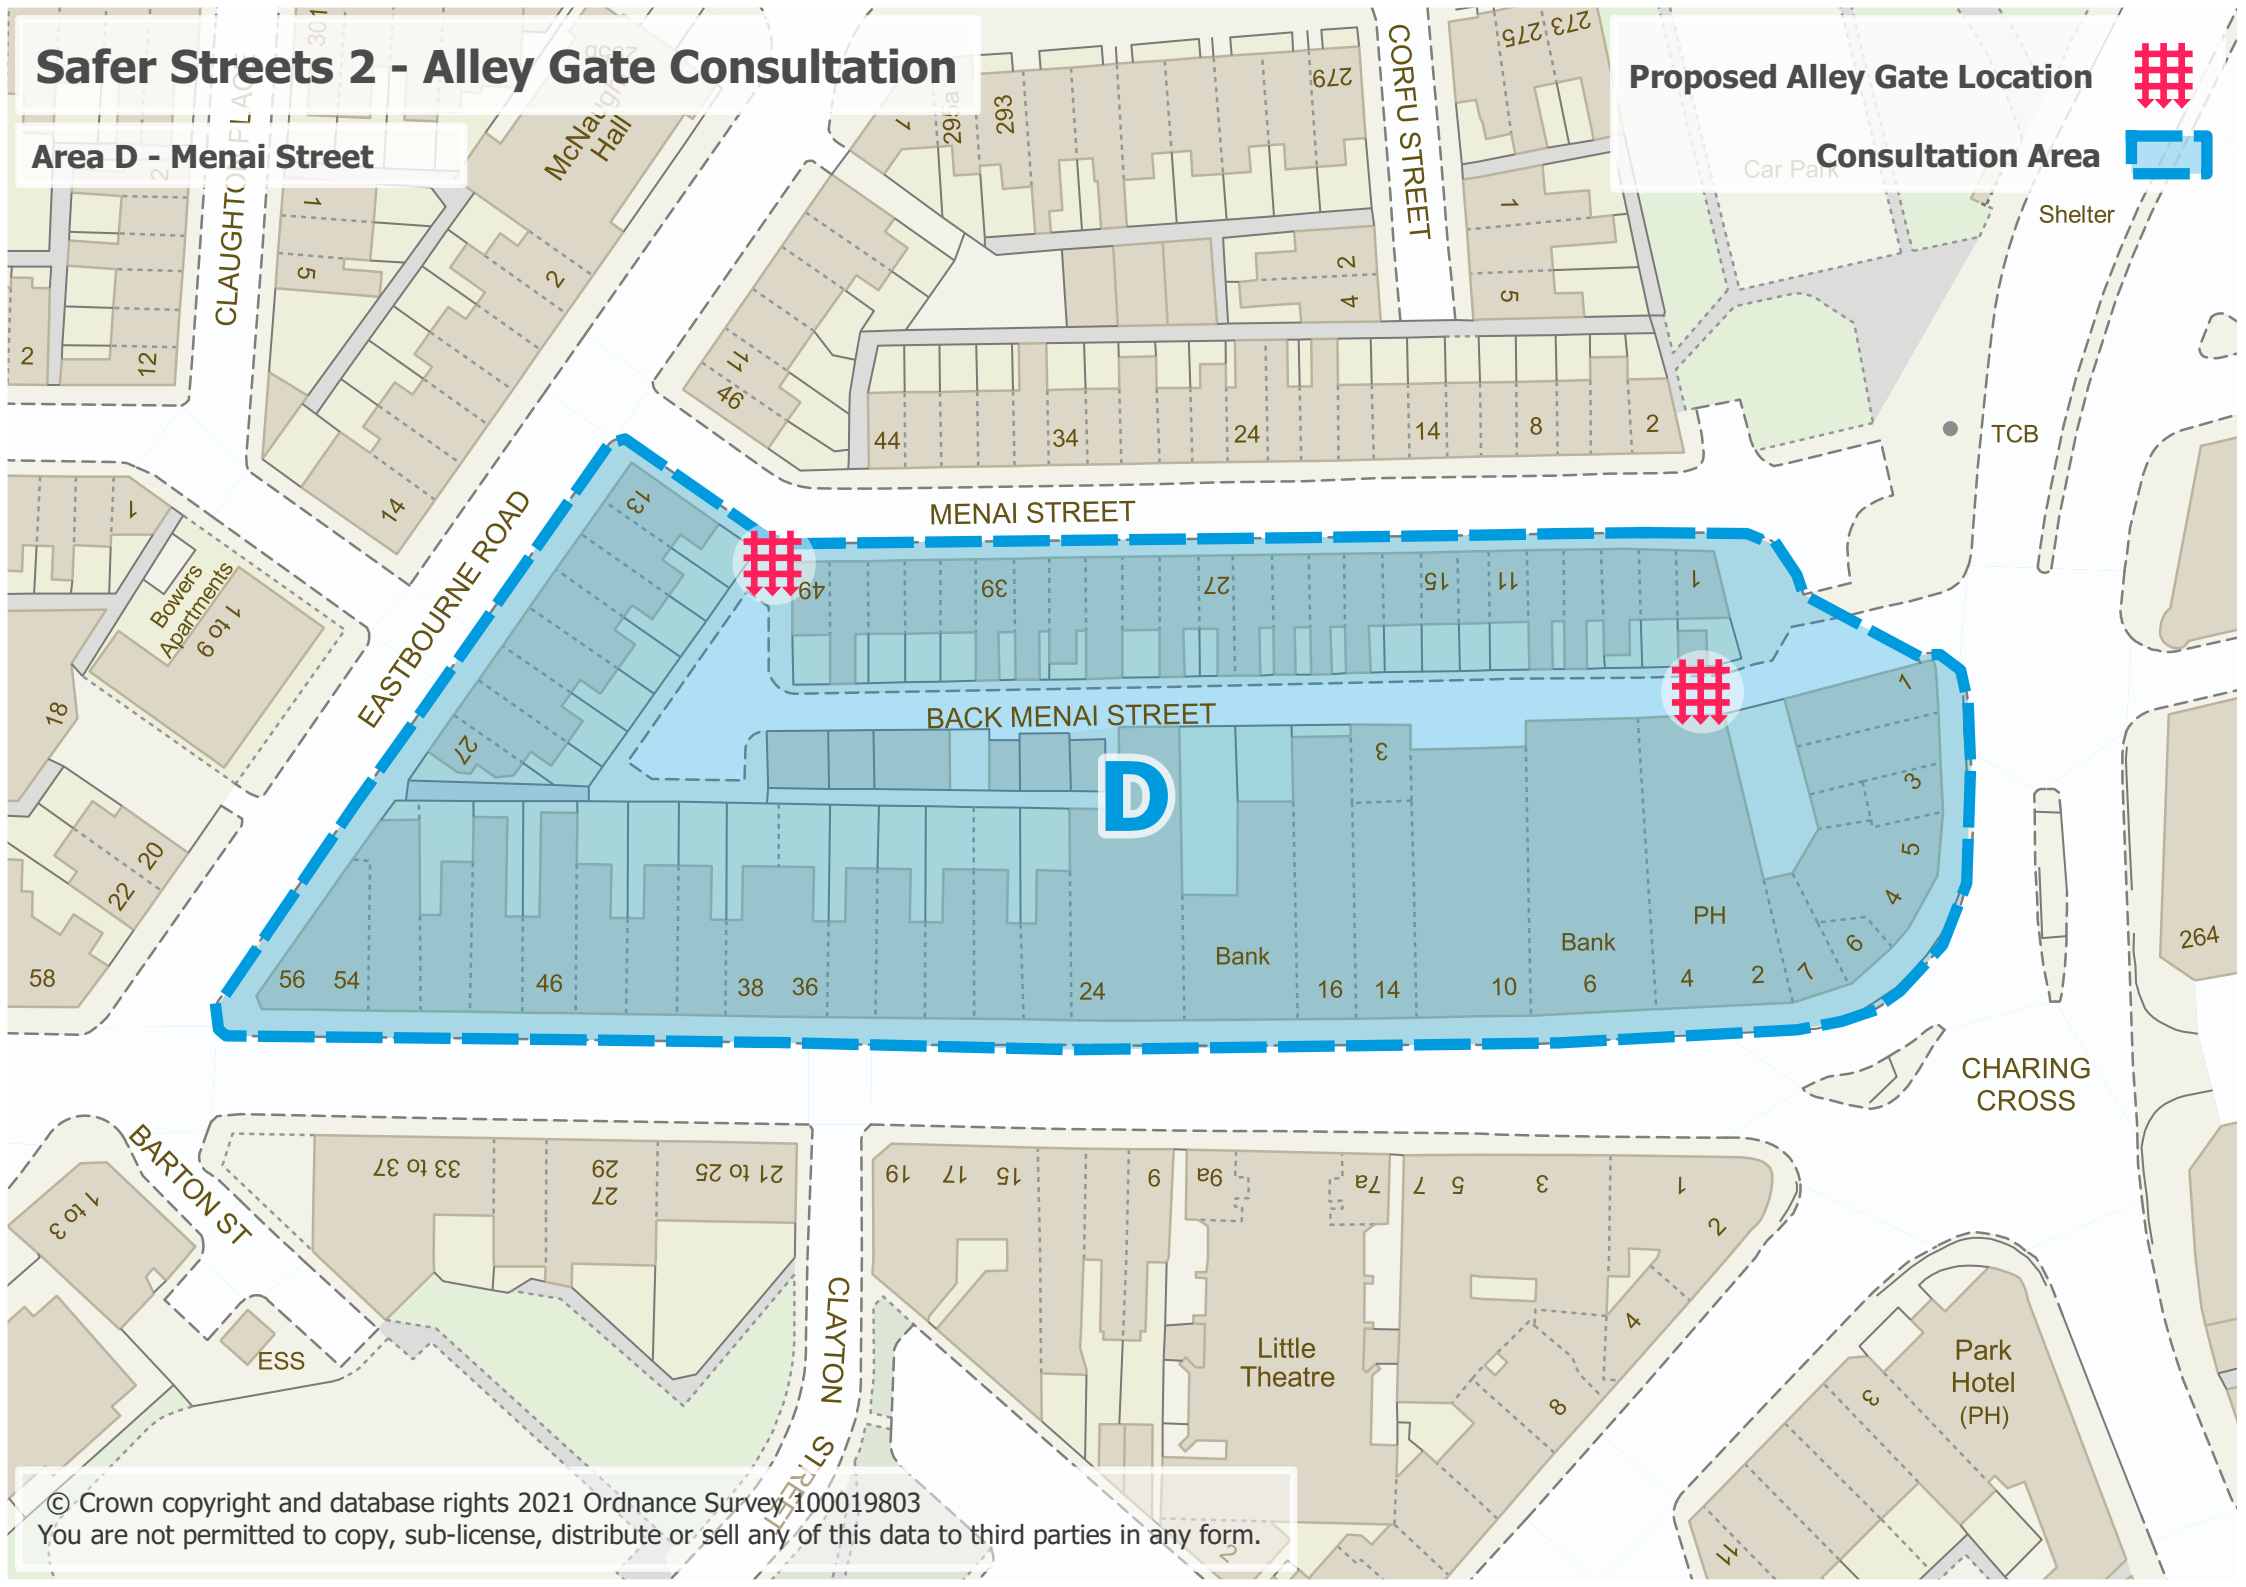 Safer Streets 2 - Alley Gate Consultation
Area D - Menai Street
Proposed Alley Gate Location
Consultation Area
301
McNaug
Hall
CLAUGHTON PLACE
2
1
5
2
12
2
14
1
295a
293
279
CORFU STREET
275
273
Car Park
Shelter
1
5
2
4
11
46
44
34
24
14
8
2
TCB
MENAI STREET
EASTBOURNE ROAD
13
27
49
39
27
15
11
1
BACK MENAI STREET
3
D
1
3
5
4
6
7
1
Bowers
Apartments
1 to 9
18
20
22
58
56
54
46
38
36
24
Bank
16
14
10
Bank
6
PH
4
2
264
CHARING
CROSS
BARTON ST
1 to 3
ESS
33 to 37
29
27
21 to 25
19
17
15
9
9a
7a
7
5
3
1
2
4
8
CLAYTON STREET
Little
Theatre
2
Park
Hotel
(PH)
3
11
© Crown copyright and database rights 2021 Ordnance Survey 100019803
You are not permitted to copy, sub-license, distribute or sell any of this data to third parties in any form.